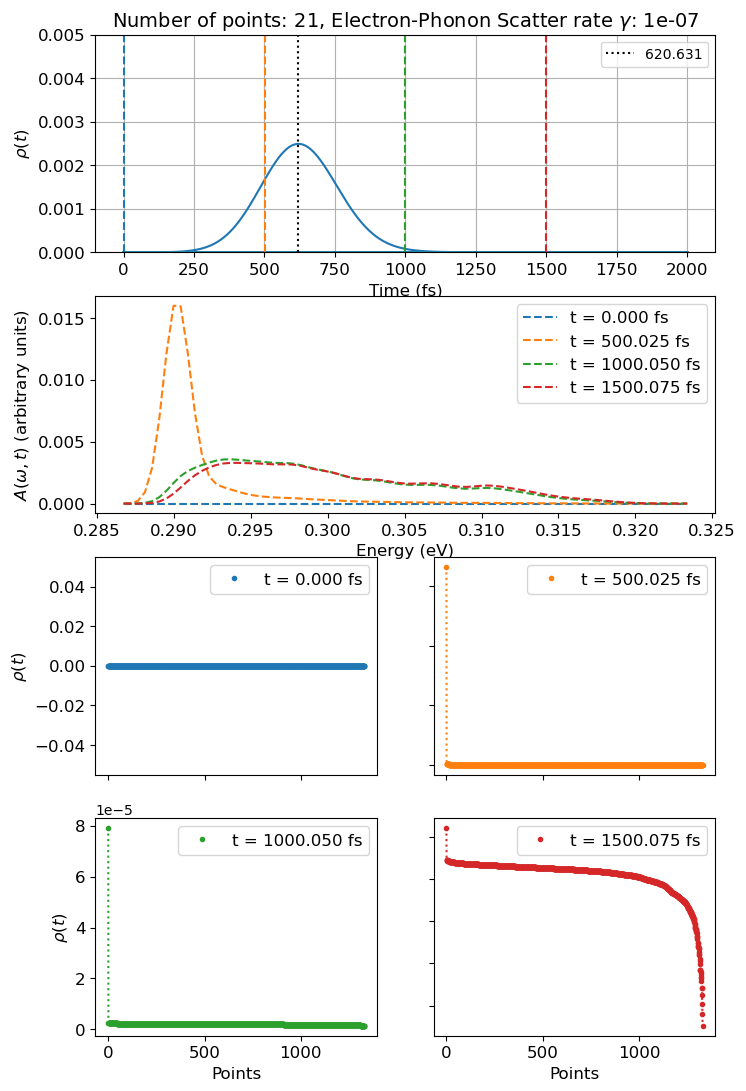 Number of points: 21, Electron-Phonon Scatter rate γ: 1e-07
0.005
0.004
0.003
0.002
0.001
0.000
ρ(t)
620.631
0 250 500 750 1000 1250 1500 1750 2000
Time (fs)
0.015
0.010
0.005
0.000
A(ω, t) (arbitrary units)
t = 0.000 fs
t = 500.025 fs
t = 1000.050 fs
t = 1500.075 fs
0.285 0.290 0.295 0.300 0.305 0.310 0.315 0.320 0.325
Energy (eV)
0.04
0.02
0.00
−0.02
−0.04
ρ(t)
t = 0.000 fs
t = 500.025 fs
1e−5
8
6
4
2
0
ρ(t)
t = 1000.050 fs
0 500 1000
Points
t = 1500.075 fs
0 500 1000
Points